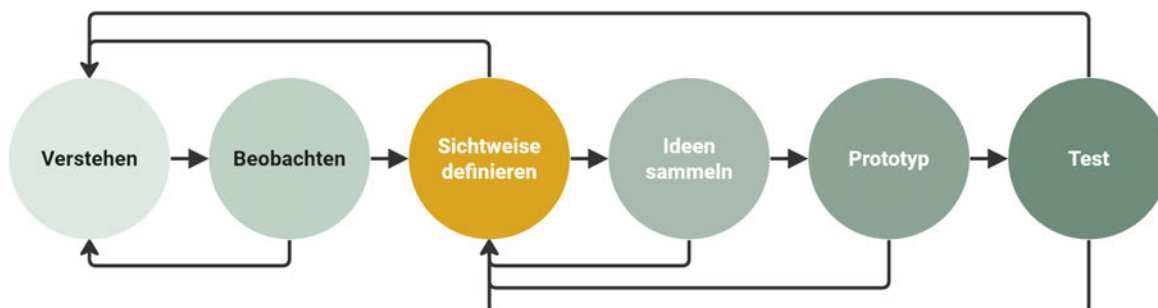 Verstehen
Beobachten
Sichtweise
definieren
Ideen
sammeln
Prototyp
Test